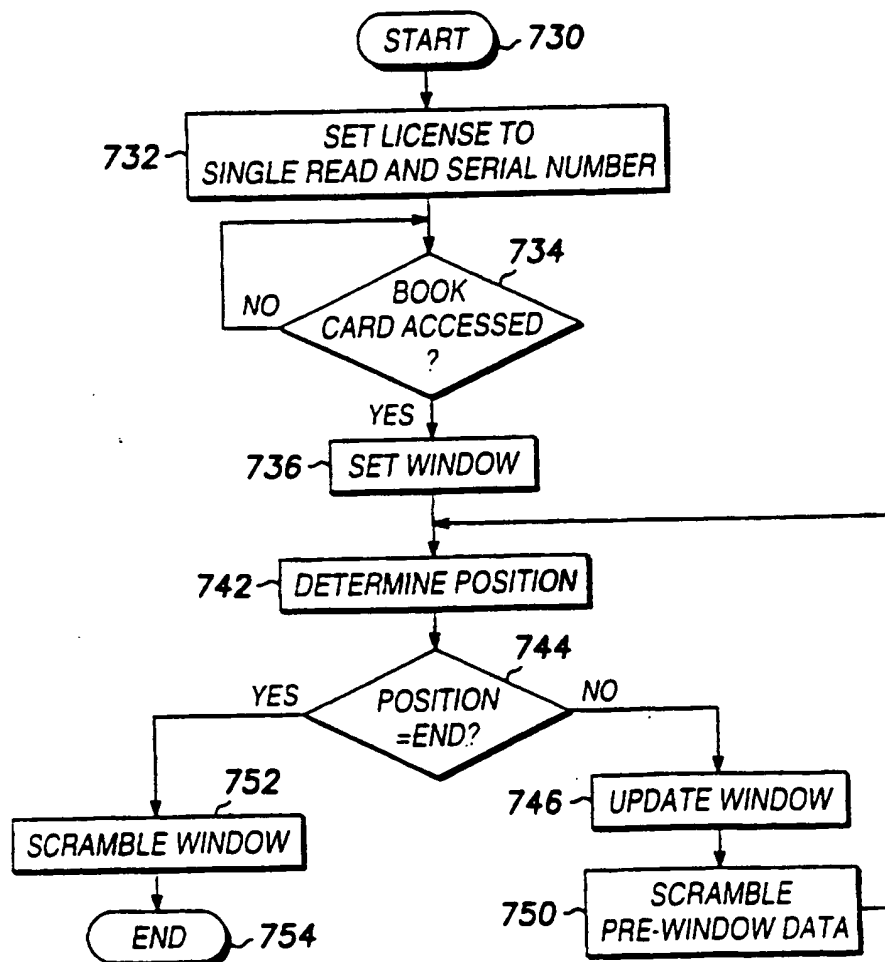 START
730
732
SET LICENSE TO
SINGLE READ AND SERIAL NUMBER
734
NO
BOOK
CARD ACCESSED
?
YES
736
SET WINDOW
742
DETERMINE POSITION
744
YES
POSITION
=END?
NO
752
SCRAMBLE WINDOW
746
UPDATE WINDOW
750
SCRAMBLE
PRE-WINDOW DATA
END
754